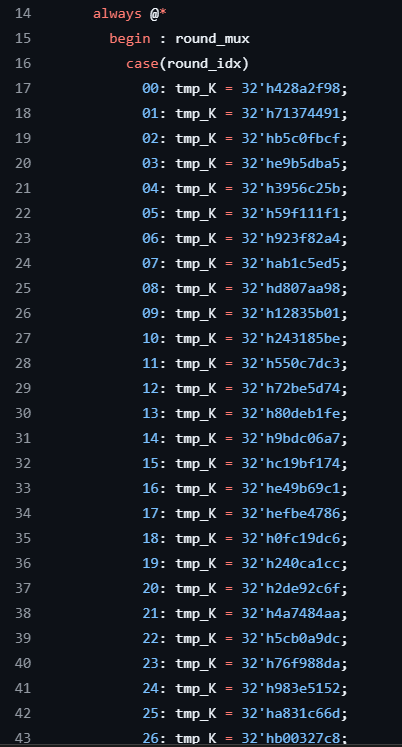 14 always @*
15 begin : round_mux
16 case(round_idx)
17 00: tmp_K = 32'h428a2f98;
18 01: tmp_K = 32'h71374491;
19 02: tmp_K = 32'hb5c0fbcf;
20 03: tmp_K = 32'he9b5dba5;
21 04: tmp_K = 32'h3956c25b;
22 05: tmp_K = 32'h59f111f1;
23 06: tmp_K = 32'h923f82a4;
24 07: tmp_K = 32'hab1c5ed5;
25 08: tmp_K = 32'hd807aa98;
26 09: tmp_K = 32'h12835b01;
27 10: tmp_K = 32'h243185be;
28 11: tmp_K = 32'h550c7dc3;
29 12: tmp_K = 32'h72be5d74;
30 13: tmp_K = 32'h80deb1fe;
31 14: tmp_K = 32'h9bdc06a7;
32 15: tmp_K = 32'hc19bf174;
33 16: tmp_K = 32'he49b69c1;
34 17: tmp_K = 32'hefbe4786;
35 18: tmp_K = 32'h0fc19dc6;
36 19: tmp_K = 32'h240ca1cc;
37 20: tmp_K = 32'h2de92c6f;
38 21: tmp_K = 32'h4a7484aa;
39 22: tmp_K = 32'h5cb0a9dc;
40 23: tmp_K = 32'h76f988da;
41 24: tmp_K = 32'h983e5152;
42 25: tmp_K = 32'ha831c66d;
43 26: tmp_K = 32'hb00327c8;